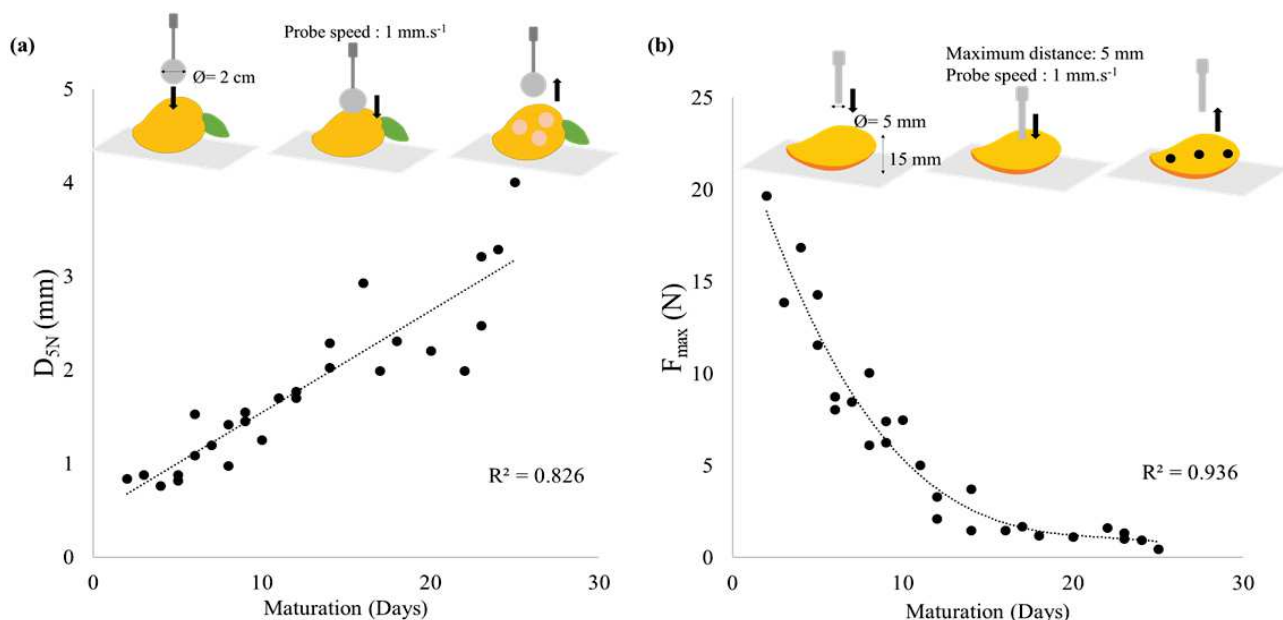 (a)
Probe speed : 1 mm.s⁻¹
Ø= 2 cm
5
4
3
2
1
0
D₅N (mm)
R² = 0.826
0 10 20 30
Maturation (Days)
(b)
Maximum distance: 5 mm
Probe speed : 1 mm.s⁻¹
Ø= 5 mm
15 mm
25
20
15
10
5
0
Fmax (N)
R² = 0.936
0 10 20 30
Maturation (Days)